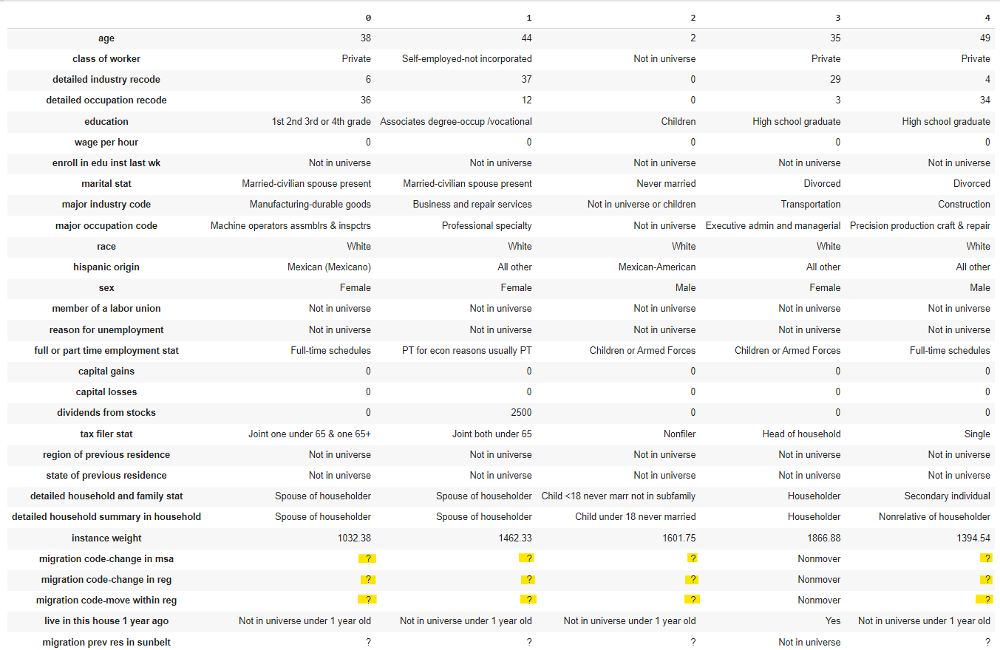 0 1 2 3 4
age 38 44 2 35 49
class of worker Private Self-employed-not incorporated Not in universe Private Private
detailed industry recode 6 37 0 29 4
detailed occupation recode 36 12 0 3 34
education 1st 2nd 3rd or 4th grade Associates degree-occup /vocational Children High school graduate High school graduate
wage per hour 0 0 0 0 0
enroll in edu inst last wk Not in universe Not in universe Not in universe Not in universe Not in universe
marital stat Married-civilian spouse present Married-civilian spouse present Never married Divorced Divorced
major industry code Manufacturing-durable goods Business and repair services Not in universe or children Transportation Construction
major occupation code Machine operators assmblrs & inspctrs Professional specialty Not in universe Executive admin and managerial Precision production craft & repair
race White White White White White
hispanic origin Mexican (Mexicano) All other Mexican-American All other All other
sex Female Female Male Female Male
member of a labor union Not in universe Not in universe Not in universe Not in universe Not in universe
reason for unemployment Not in universe Not in universe Not in universe Not in universe Not in universe
full or part time employment stat Full-time schedules PT for econ reasons usually PT Children or Armed Forces Children or Armed Forces Full-time schedules
capital gains 0 0 0 0 0
capital losses 0 0 0 0 0
dividends from stocks 0 2500 0 0 0
tax filer stat Joint one under 65 & one 65+ Joint both under 65 Nonfiler Head of household Single
region of previous residence Not in universe Not in universe Not in universe Not in universe Not in universe
state of previous residence Not in universe Not in universe Not in universe Not in universe Not in universe
detailed household and family stat Spouse of householder Spouse of householder Child <18 never marr not in subfamily Householder Secondary individual
detailed household summary in household Spouse of householder Spouse of householder Child under 18 never married Householder Nonrelative of householder
instance weight 1032.38 1462.33 1601.75 1866.88 1394.54
migration code-change in msa ? ? ? Nonmover ?
migration code-change in reg ? ? ? Nonmover ?
migration code-move within reg ? ? ? Nonmover ?
live in this house 1 year ago Not in universe under 1 year old Not in universe under 1 year old Not in universe under 1 year old Yes Not in universe under 1 year old
migration prev res in sunbelt ? ? ? Not in universe ?